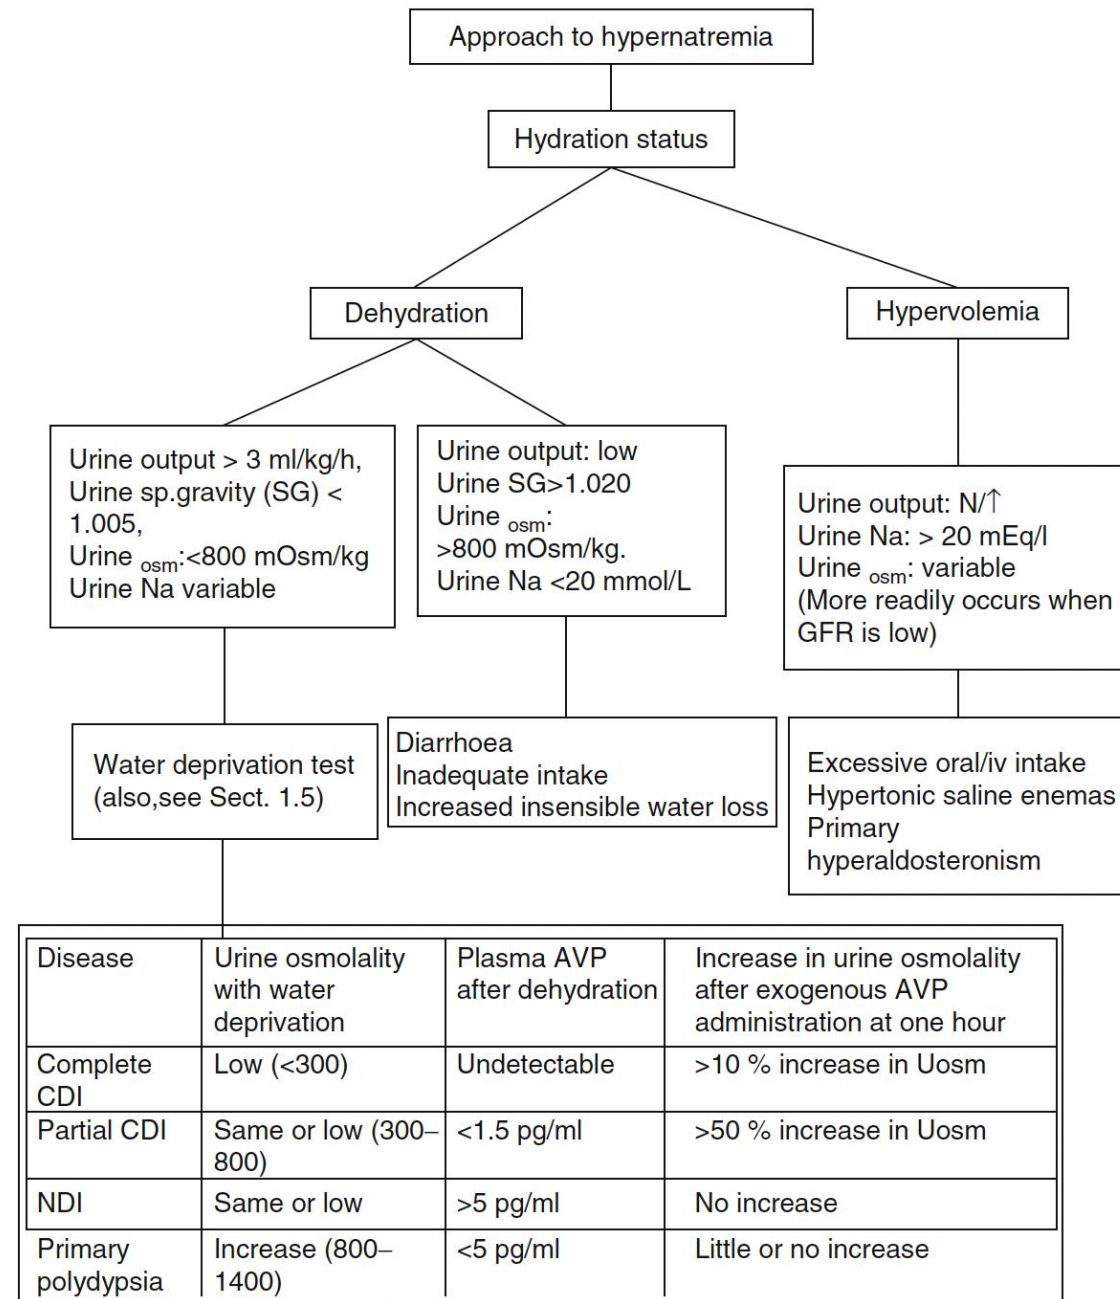 Approach to hypernatremia
Hydration status
Dehydration
Hypervolemia
Urine output > 3 ml/kg/h,
Urine sp.gravity (SG) <
1.005,
Urine osm:<800 mOsm/kg
Urine Na variable
Urine output: low
Urine SG>1.020
Urine osm:
>800 mOsm/kg.
Urine Na <20 mmol/L
Urine output: N/↑
Urine Na: > 20 mEq/l
Urine osm: variable
(More readily occurs when
GFR is low)
Water deprivation test
(also,see Sect. 1.5)
Diarrhoea
Inadequate intake
Increased insensible water loss
Excessive oral/iv intake
Hypertonic saline enemas
Primary
hyperaldosteronism
Disease
Urine osmolality
with water
deprivation
Plasma AVP
after dehydration
Increase in urine osmolality
after exogenous AVP
administration at one hour
Complete
CDI
Low (<300)
Undetectable
>10 % increase in Uosm
Partial CDI
Same or low (300–
800)
<1.5 pg/ml
>50 % increase in Uosm
NDI
Same or low
>5 pg/ml
No increase
Primary
polydypsia
Increase (800–
1400)
<5 pg/ml
Little or no increase